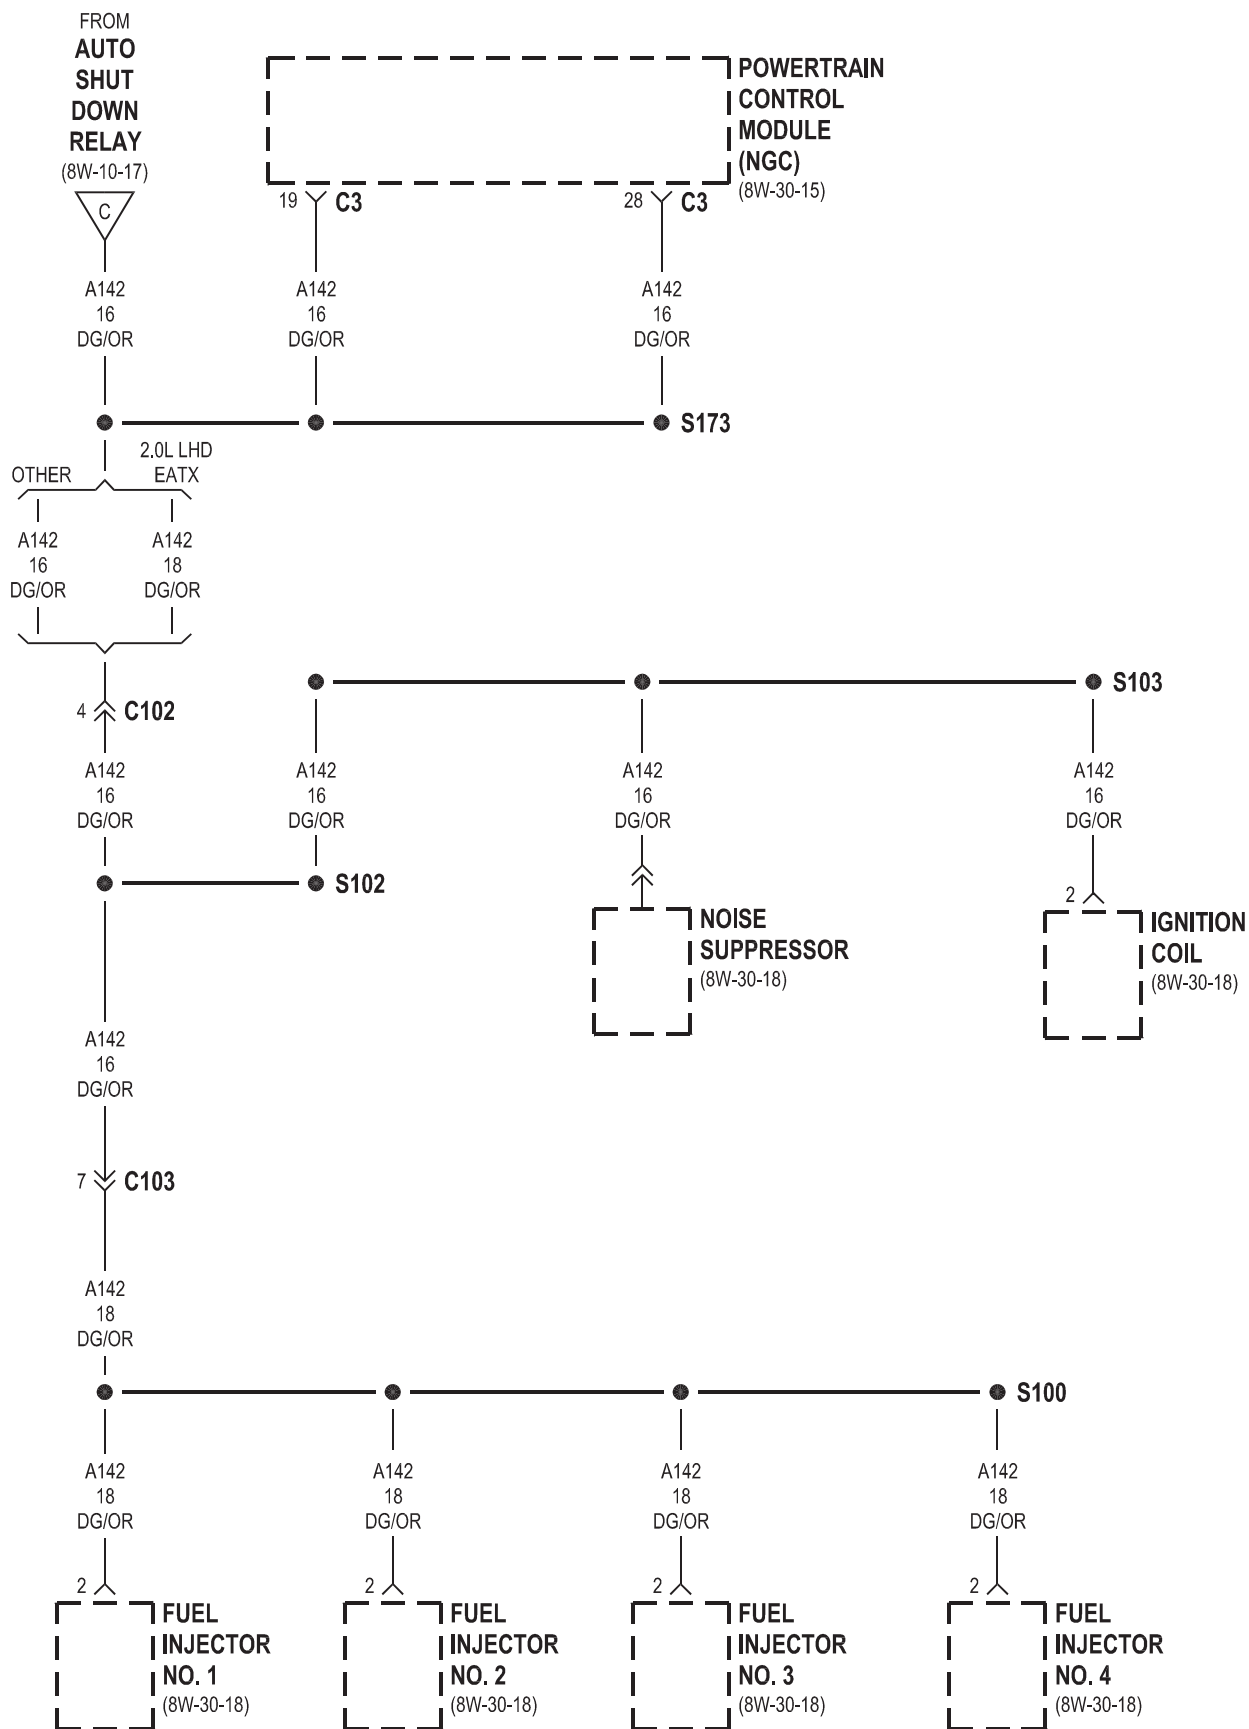 FROM
AUTO
SHUT
DOWN
RELAY
(8W-10-17)
C
POWERTRAIN
CONTROL
MODULE
(NGC)
(8W-30-15)
19
C3
28
C3
A142
16
DG/OR
A142
16
DG/OR
A142
16
DG/OR
S173
OTHER
2.0L LHD
EATX
A142
16
DG/OR
A142
18
DG/OR
4
C102
S103
A142
16
DG/OR
A142
16
DG/OR
A142
16
DG/OR
A142
16
DG/OR
S102
NOISE
SUPPRESSOR
(8W-30-18)
2
IGNITION
COIL
(8W-30-18)
A142
16
DG/OR
7
C103
A142
18
DG/OR
S100
A142
18
DG/OR
A142
18
DG/OR
A142
18
DG/OR
A142
18
DG/OR
2
FUEL
INJECTOR
NO. 1
(8W-30-18)
2
FUEL
INJECTOR
NO. 2
(8W-30-18)
2
FUEL
INJECTOR
NO. 3
(8W-30-18)
2
FUEL
INJECTOR
NO. 4
(8W-30-18)